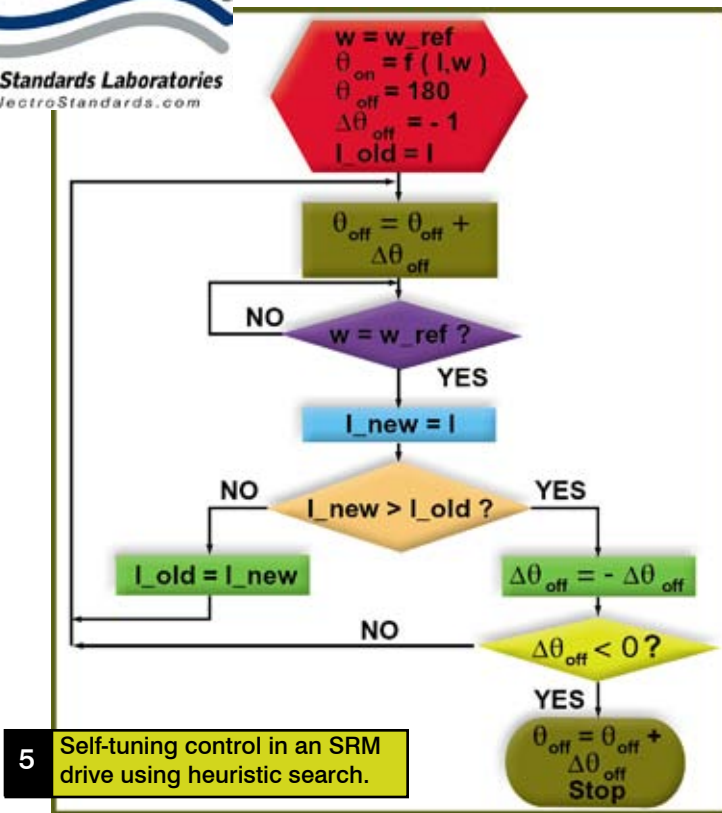 Standards Laboratories
lectroStandards.com
w = w_ref
θ on = f ( I,w )
θ off = 180
Δθ off = - 1
I_old = I
θ off = θ off +
Δθ off
NO
w = w_ref ?
YES
I_new = I
NO
YES
I_new > I_old ?
I_old = I_new
Δθ off = - Δθ off
NO
Δθ off < 0 ?
YES
θ off = θ off +
Δθ off
Stop
5
Self-tuning control in an SRM
drive using heuristic search.